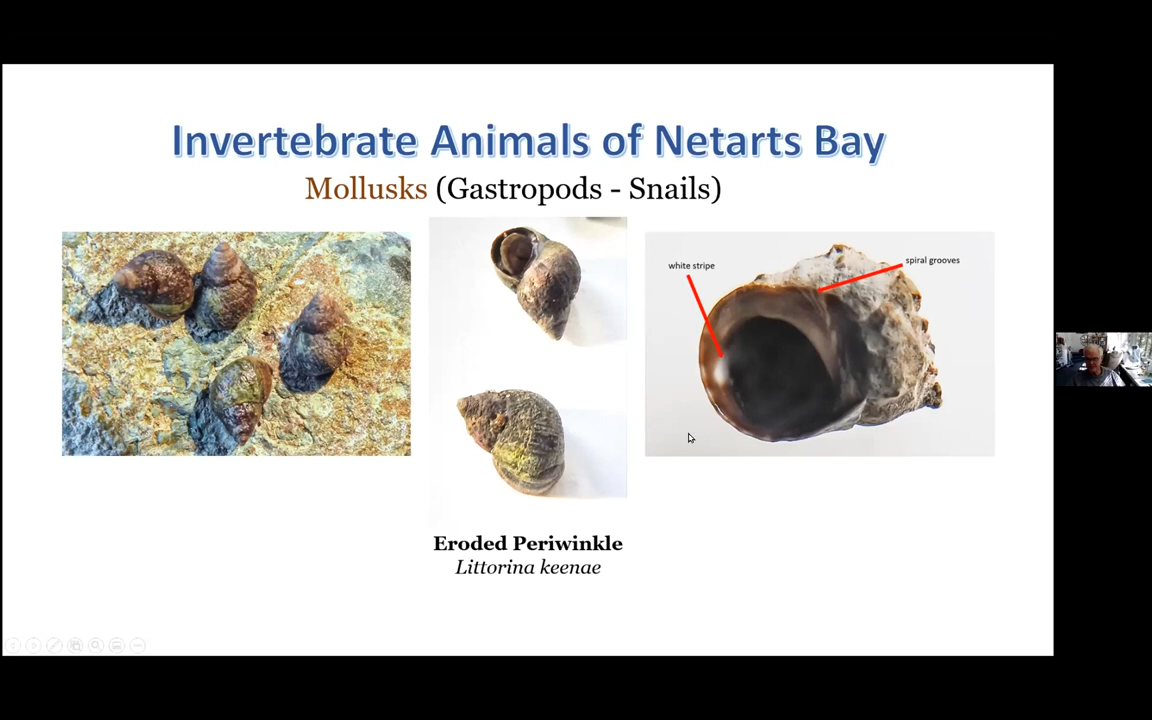 Invertebrate Animals of Netarts Bay
Mollusks (Gastropods - Snails)
white stripe
spiral grooves
Eroded Periwinkle
Littorina keenae